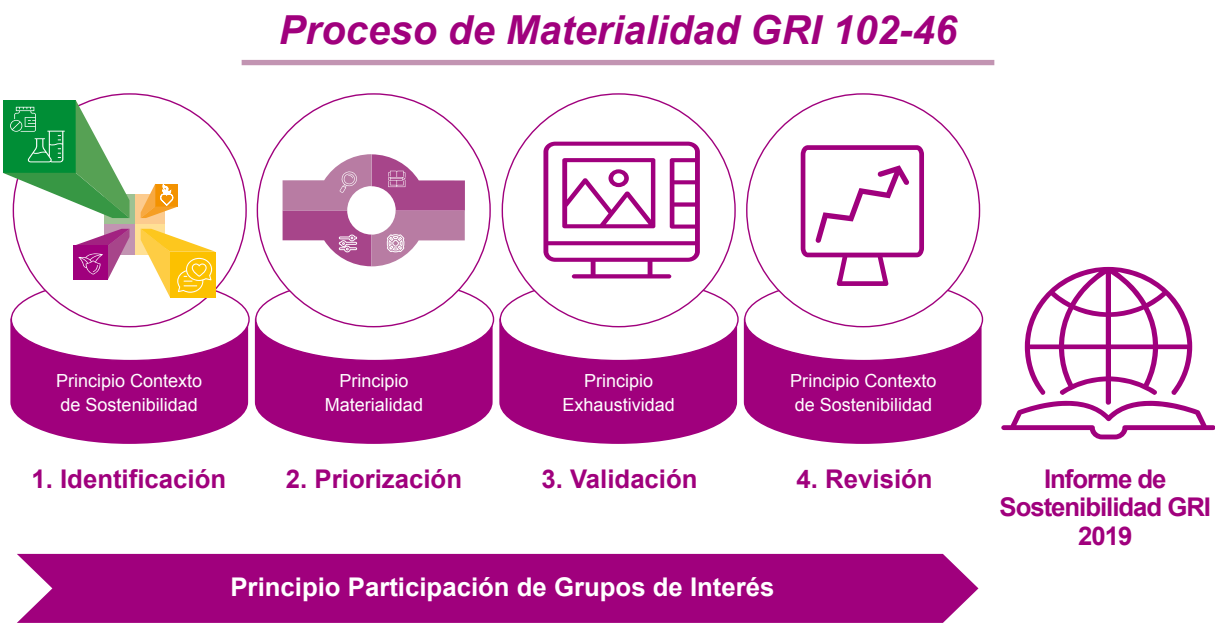 Proceso de Materialidad GRI 102-46
Principio Contexto
de Sostenibilidad
Principio
Materialidad
Principio
Exhaustividad
Principio Contexto
de Sostenibilidad
1. Identificación
2. Priorización
3. Validación
4. Revisión
Informe de
Sostenibilidad GRI
2019
Principio Participación de Grupos de Interés